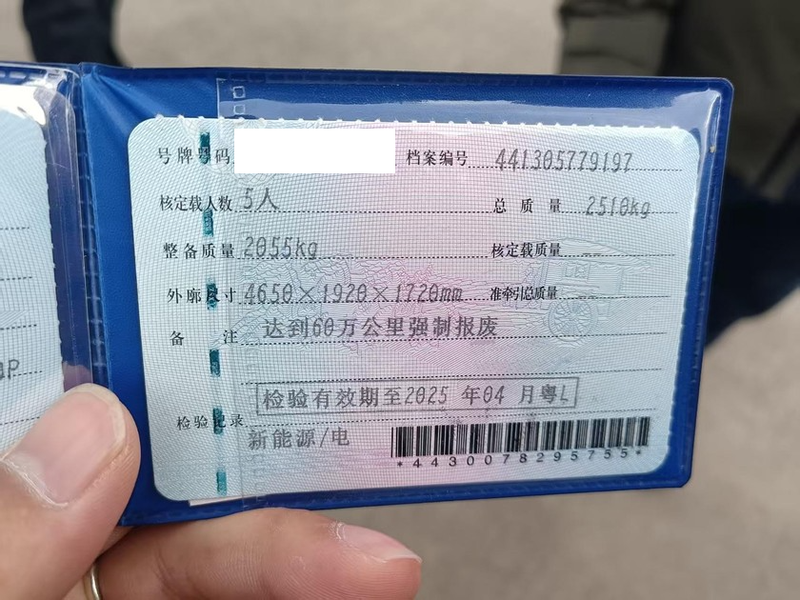 号牌号码
档案编号 441305779197
核定载人数 5人
总质量 2510kg
整备质量 2055kg
核定载质量 --
外廓尺寸 4650×1920×1720mm
准牵引总质量 --
备注 达到60万公里强制报废
检验有效期至2025 年04 月粤L
检验记录
新能源/电
*4430078295755*